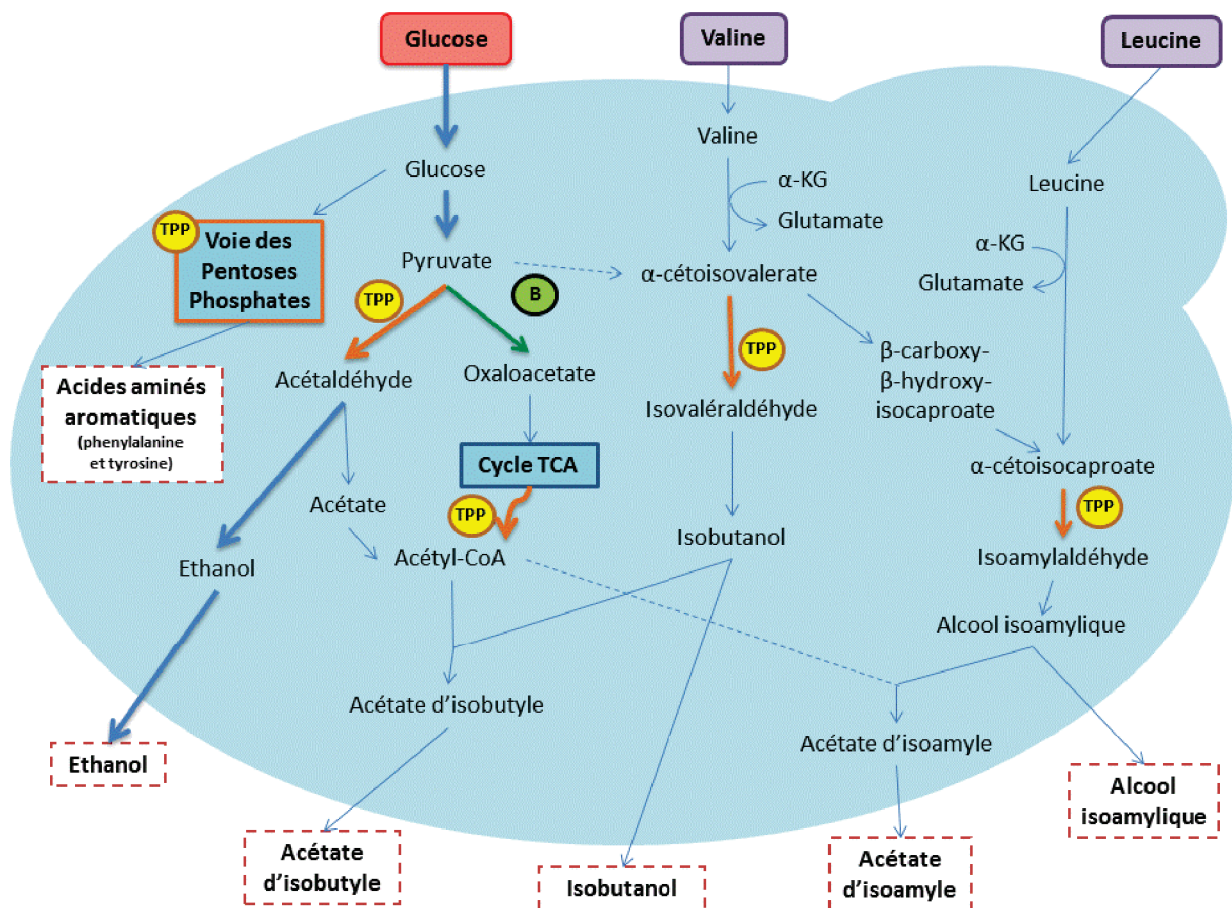 Glucose
Valine
Leucine
Valine
Glucose
α-KG
Glutamate
Leucine
TPP
Voie des
Pentoses
Phosphates
Pyruvate
α-cétoisovalerate
α-KG
Glutamate
TPP
B
TPP
Acides aminés
aromatiques
(phenylalanine
et tyrosine)
Acétaldéhyde
Oxaloacetate
Isovaléraldéhyde
β-carboxy-
β-hydroxy-
isocaproate
Cycle TCA
α-cétoisocaproate
Acétate
TPP
TPP
Isobutanol
Ethanol
Acétyl-CoA
Isoamylaldéhyde
Alcool isoamylique
Acétate d’isobutyle
Acétate d’isoamyle
Ethanol
Alcool
isoamylique
Acétate
d’isobutyle
Isobutanol
Acétate
d’isoamyle